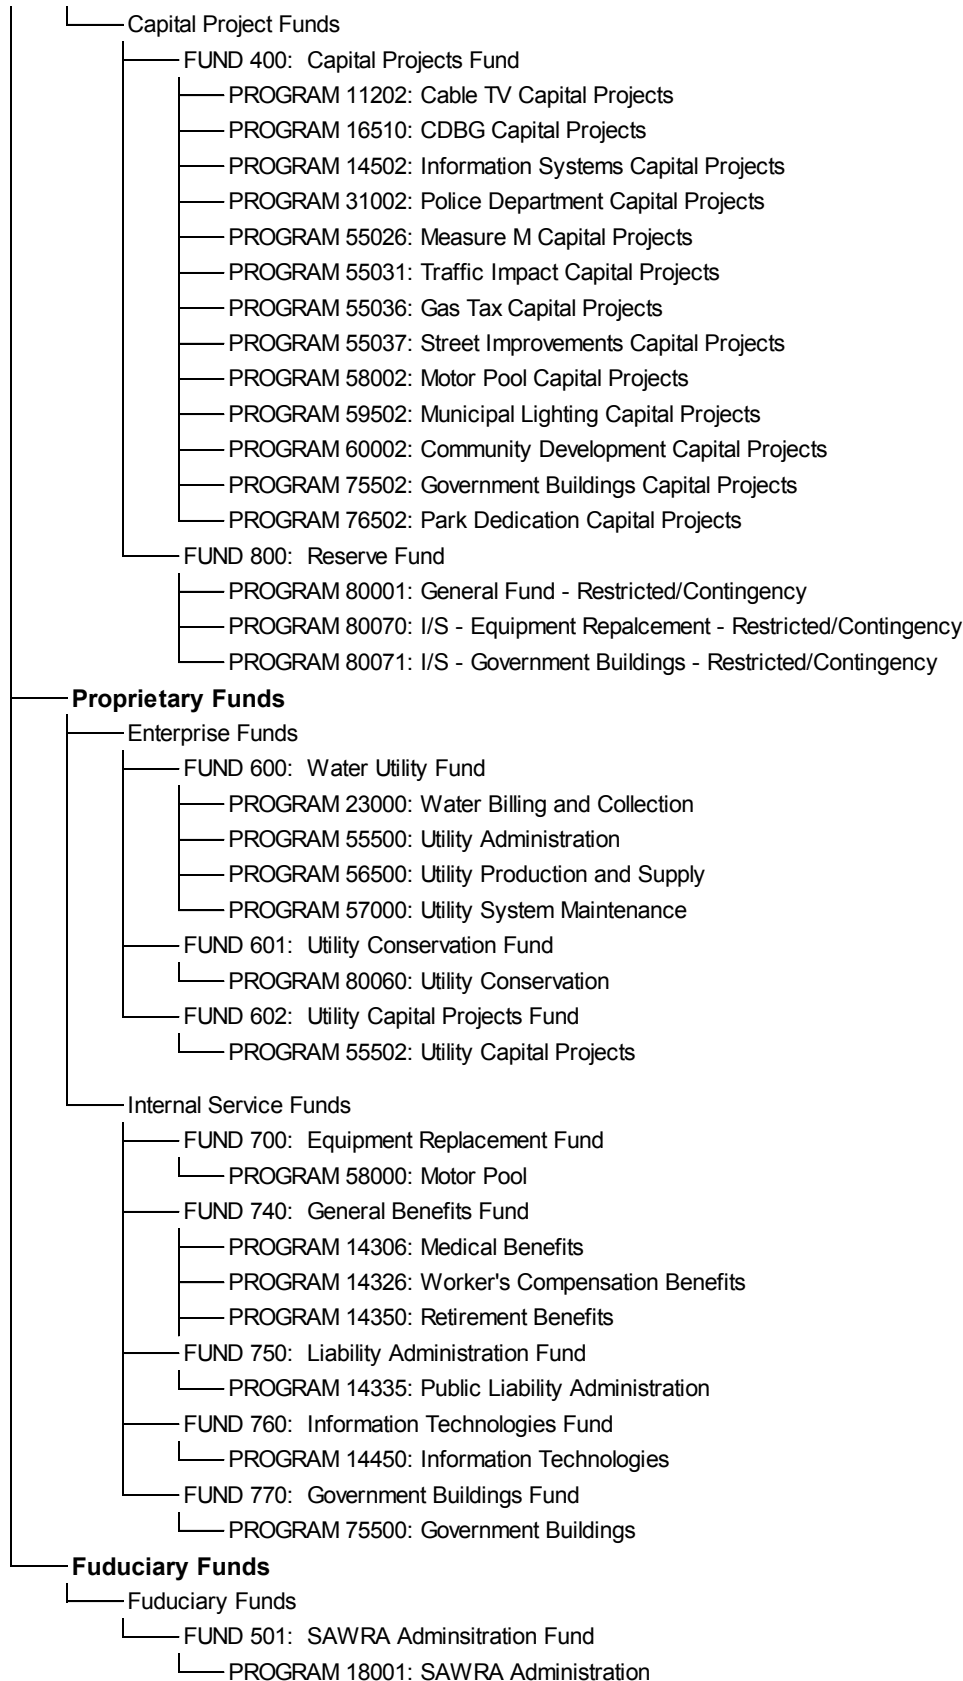 Capital Project Funds
FUND 400: Capital Projects Fund
PROGRAM 11202: Cable TV Capital Projects
PROGRAM 16510: CDBG Capital Projects
PROGRAM 14502: Information Systems Capital Projects
PROGRAM 31002: Police Department Capital Projects
PROGRAM 55026: Measure M Capital Projects
PROGRAM 55031: Traffic Impact Capital Projects
PROGRAM 55036: Gas Tax Capital Projects
PROGRAM 55037: Street Improvements Capital Projects
PROGRAM 58002: Motor Pool Capital Projects
PROGRAM 59502: Municipal Lighting Capital Projects
PROGRAM 60002: Community Development Capital Projects
PROGRAM 75502: Government Buildings Capital Projects
PROGRAM 76502: Park Dedication Capital Projects
FUND 800: Reserve Fund
PROGRAM 80001: General Fund - Restricted/Contingency
PROGRAM 80070: I/S - Equipment Repalcement - Restricted/Contingency
PROGRAM 80071: I/S - Government Buildings - Restricted/Contingency
Proprietary Funds
Enterprise Funds
FUND 600: Water Utility Fund
PROGRAM 23000: Water Billing and Collection
PROGRAM 55500: Utility Administration
PROGRAM 56500: Utility Production and Supply
PROGRAM 57000: Utility System Maintenance
FUND 601: Utility Conservation Fund
PROGRAM 80060: Utility Conservation
FUND 602: Utility Capital Projects Fund
PROGRAM 55502: Utility Capital Projects
Internal Service Funds
FUND 700: Equipment Replacement Fund
PROGRAM 58000: Motor Pool
FUND 740: General Benefits Fund
PROGRAM 14306: Medical Benefits
PROGRAM 14326: Worker's Compensation Benefits
PROGRAM 14350: Retirement Benefits
FUND 750: Liability Administration Fund
PROGRAM 14335: Public Liability Administration
FUND 760: Information Technologies Fund
PROGRAM 14450: Information Technologies
FUND 770: Government Buildings Fund
PROGRAM 75500: Government Buildings
Fuduciary Funds
Fuduciary Funds
FUND 501: SAWRA Adminsitration Fund
PROGRAM 18001: SAWRA Administration